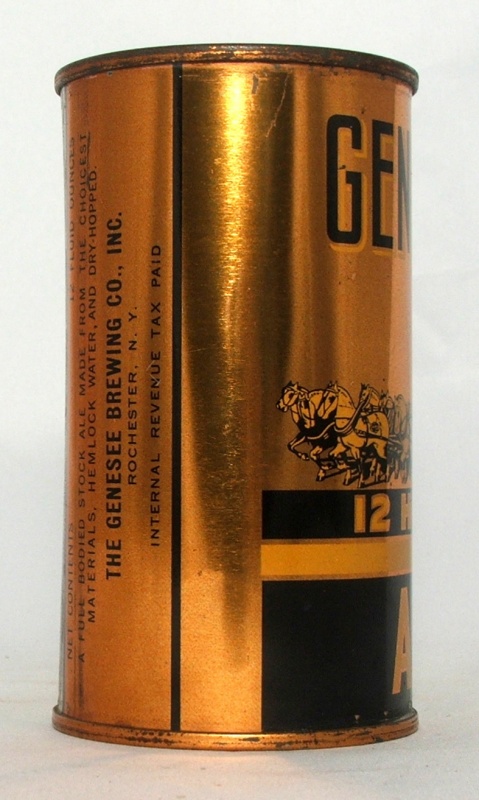 NET CONTENTS 12 FLUID OUNCES
A FULL BODIED STOCK ALE MADE FROM THE CHOICEST
MATERIALS, HEMLOCK WATER, AND DRY-HOPPED.
THE GENESEE BREWING CO., INC.
ROCHESTER, N. Y.
INTERNAL REVENUE TAX PAID
GEN
12 H
A